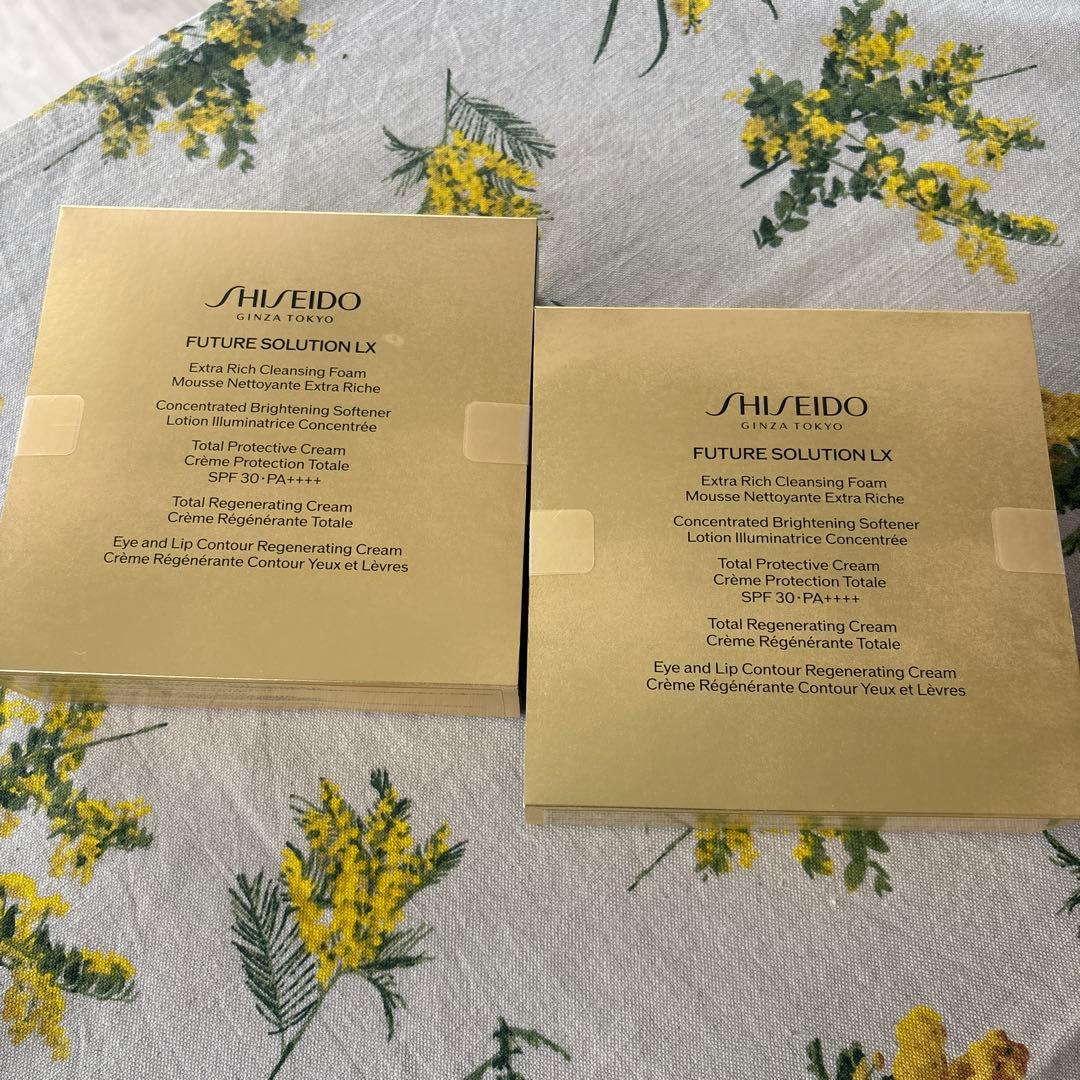 SHISEIDO
GINZA TOKYO
FUTURE SOLUTION LX
Extra Rich Cleansing Foam
Mousse Nettoyante Extra Riche
Concentrated Brightening Softener
Lotion Illuminatrice Concentrée
Total Protective Cream
Crème Protection Totale
SPF 30･PA++++
Total Regenerating Cream
Crème Régénérante Totale
Eye and Lip Contour Regenerating Cream
Crème Régénérante Contour Yeux et Lèvres
SHISEIDO
GINZA TOKYO
FUTURE SOLUTION LX
Extra Rich Cleansing Foam
Mousse Nettoyante Extra Riche
Concentrated Brightening Softener
Lotion Illuminatrice Concentrée
Total Protective Cream
Crème Protection Totale
SPF 30･PA++++
Total Regenerating Cream
Crème Régénérante Totale
Eye and Lip Contour Regenerating Cream
Crème Régénérante Contour Yeux et Lèvres